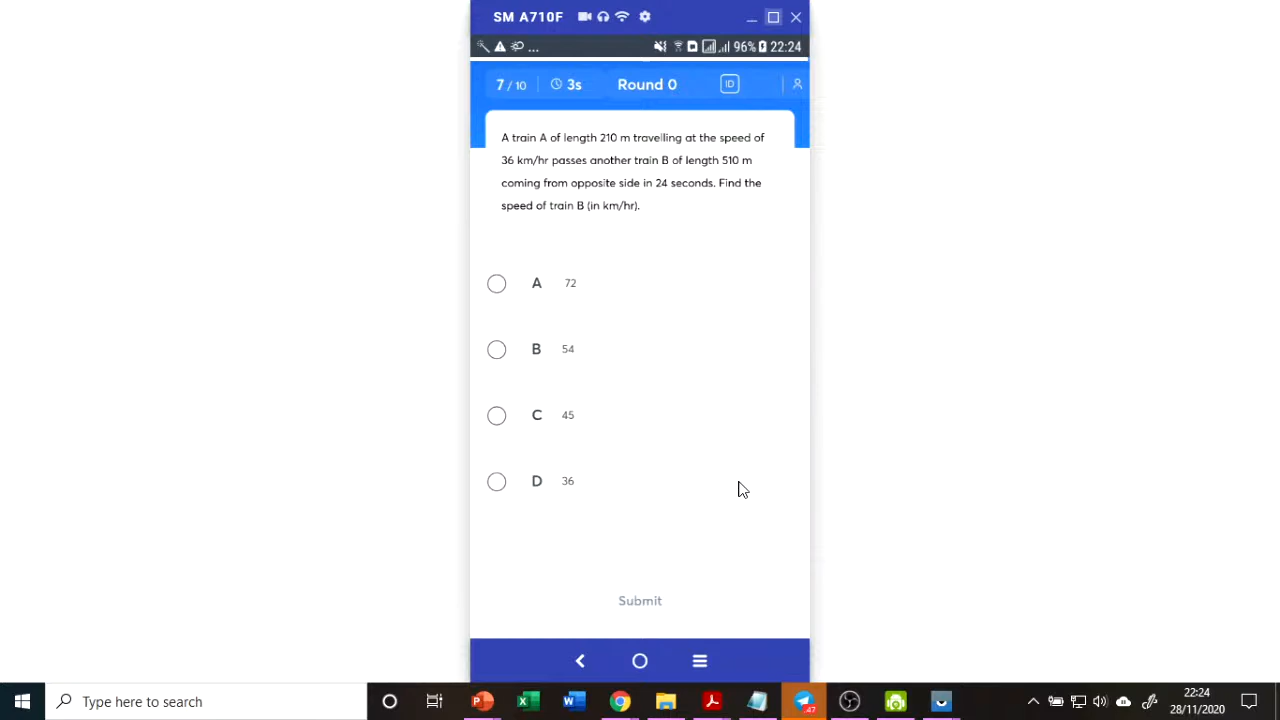 SM A710F
... 96% 22:24
7 / 10 3s Round 0 ID
A train A of length 210 m travelling at the speed of
36 km/hr passes another train B of length 510 m
coming from opposite side in 24 seconds. Find the
speed of train B (in km/hr).
A 72
B 54
C 45
D 36
Submit
Type here to search
47
22:24
28/11/2020